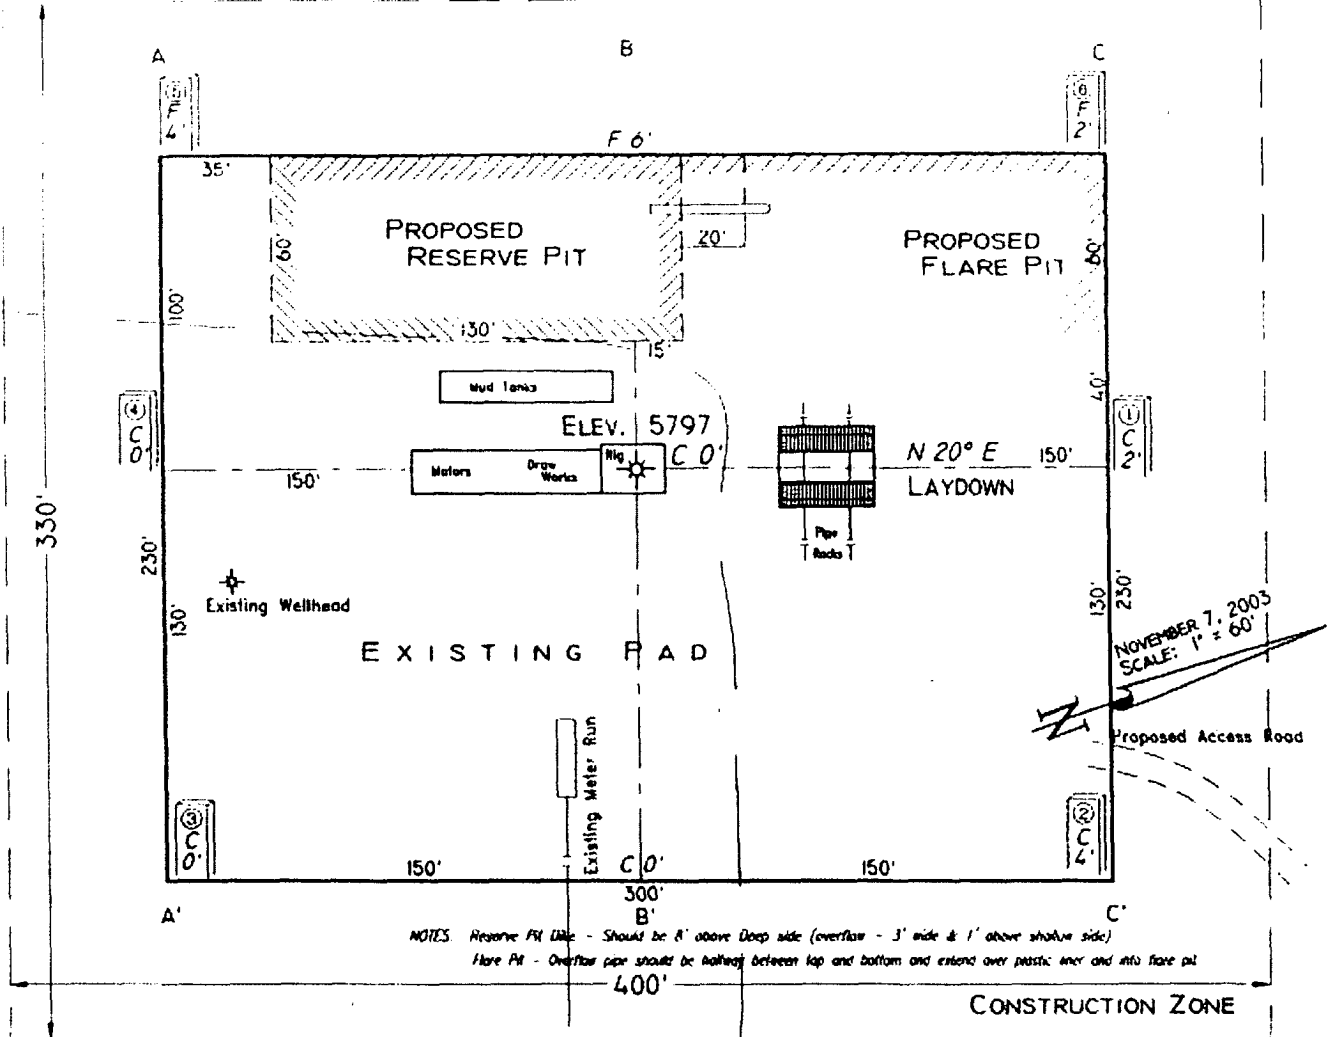 A
B
C
5
F
4'
6
F
2'
F 6'
35'
PROPOSED
RESERVE PIT
60'
20'
PROPOSED
FLARE PIT
60'
100'
130'
15'
Mud Tanks
40'
4
C
0'
1
C
2'
ELEV. 5797
Rig
C 0'
Motors
Draw
Works
150'
N 20° E
150'
LAYDOWN
Pipe
Racks
330'
230'
130'
Existing Wellhead
130'
230'
NOVEMBER 7, 2003
SCALE: 1" = 60'
EXISTING PAD
N
Proposed Access Road
Existing Meter Run
3
C
0'
2
C
4'
150'
C 0'
150'
300'
A'
B'
C'
NOTES: Reserve Pit Dike - Should be 8' above Deep side (overflow - 3' wide & 1' above shallow side)
Flare Pit - Overflow pipe should be halfway between top and bottom and extend over plastic liner and into flare pit
400'
CONSTRUCTION ZONE